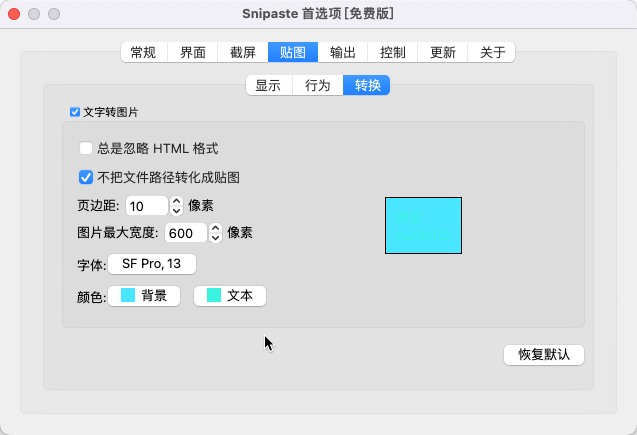 Snipaste 首选项 [免费版]
常规 界面 截屏 贴图 输出 控制 更新 关于
显示 行为 转换
文字转图片
总是忽略 HTML 格式
不把文件路径转化成贴图
页边距: 10 像素
图片最大宽度: 600 像素
字体: SF Pro, 13
颜色: 背景 文本
恢复默认